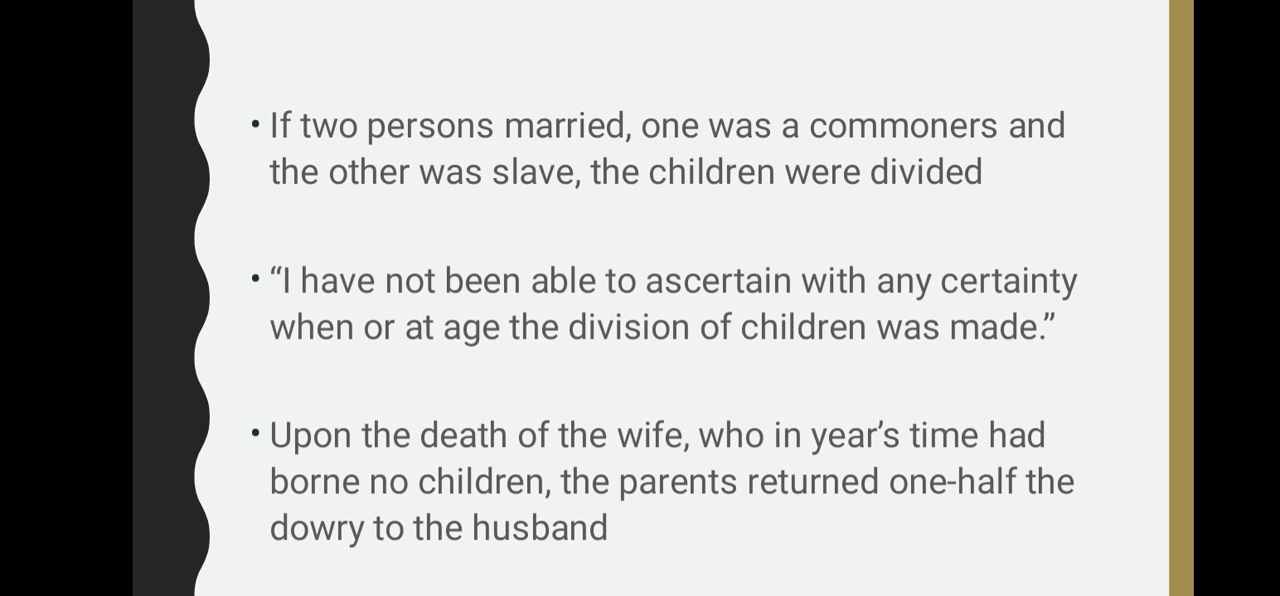 • If two persons married, one was a commoners and
the other was slave, the children were divided
• “I have not been able to ascertain with any certainty
when or at age the division of children was made.”
• Upon the death of the wife, who in year’s time had
borne no children, the parents returned one-half the
dowry to the husband